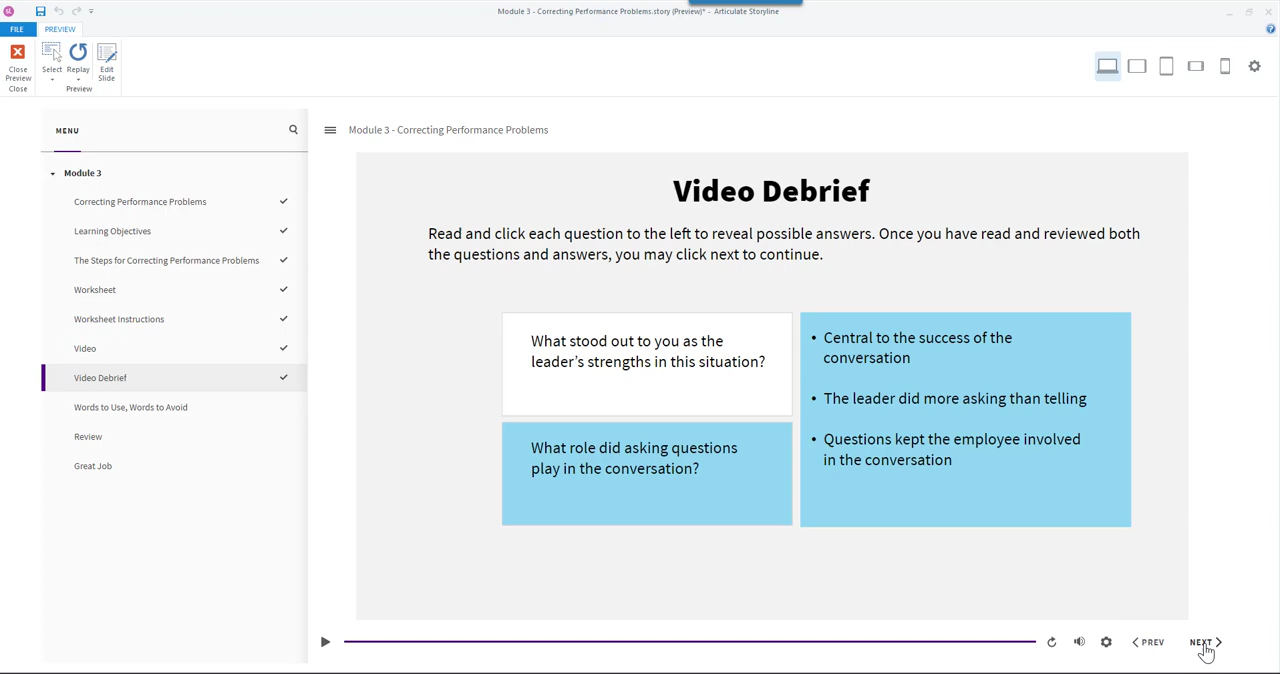 Module 3 - Correcting Performance Problems.story (Preview)* - Articulate Storyline
FILE
PREVIEW
Close Preview
Select
Replay
Edit Slide
Close
Preview
MENU
Module 3 - Correcting Performance Problems
Module 3
Correcting Performance Problems
Learning Objectives
The Steps for Correcting Performance Problems
Worksheet
Worksheet Instructions
Video
Video Debrief
Words to Use, Words to Avoid
Review
Great Job
Video Debrief
Read and click each question to the left to reveal possible answers. Once you have read and reviewed both
the questions and answers, you may click next to continue.
What stood out to you as the
leader's strengths in this situation?
What role did asking questions
play in the conversation?
• Central to the success of the
conversation
• The leader did more asking than telling
• Questions kept the employee involved
in the conversation
PREV
NEXT